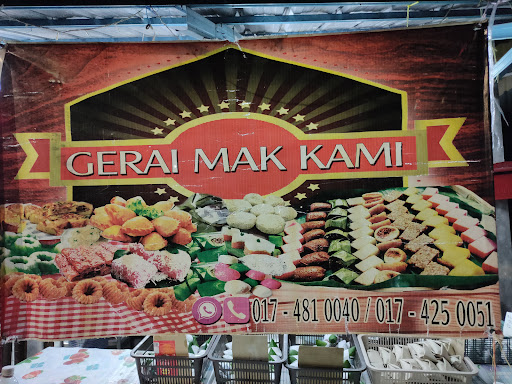 GERAI MAK KAMI
017 - 481 0040 / 017 - 425 0051